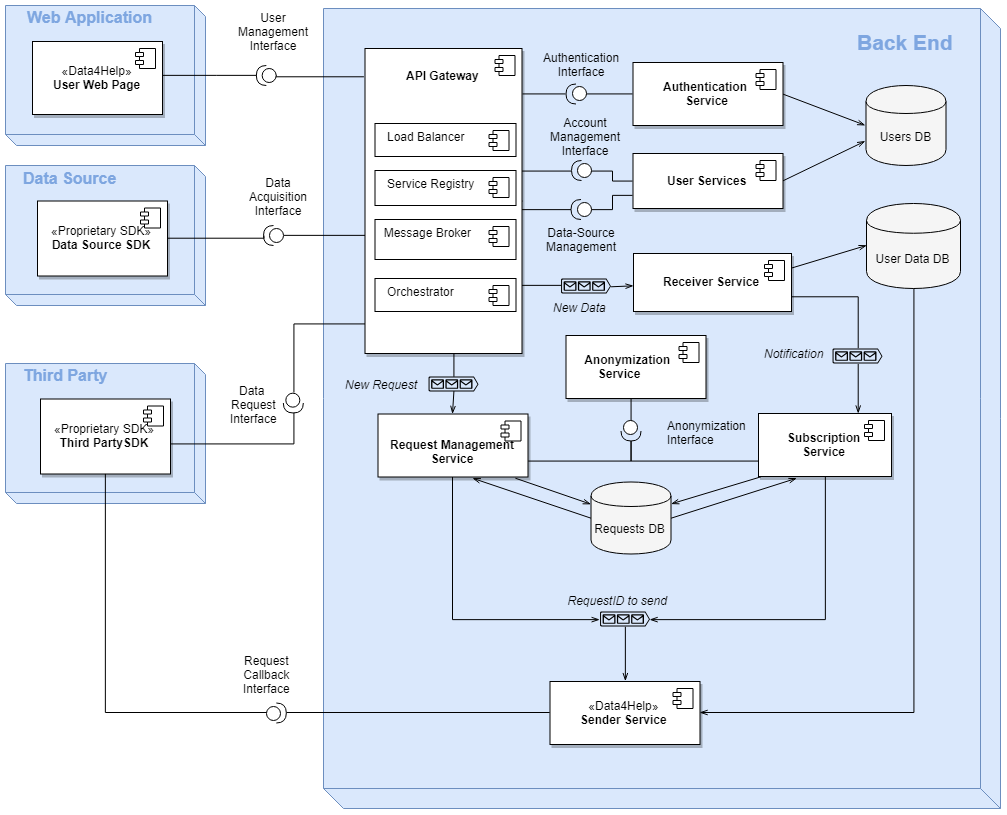 Web Application
«Data4Help»
User Web Page
User
Management
Interface
Data Source
«Proprietary SDK»
Data Source SDK
Data
Acquisition
Interface
Third Party
«Proprietary SDK»
Third Party SDK
Data
Request
Interface
Request
Callback
Interface
Back End
API Gateway
Load Balancer
Service Registry
Message Broker
Orchestrator
Authentication
Interface
Authentication
Service
Account
Management
Interface
User Services
Data-Source
Management
Users DB
User Data DB
New Data
Receiver Service
Notification
New Request
Anonymization
Service
Anonymization
Interface
Request Management
Service
Subscription
Service
Requests DB
RequestID to send
«Data4Help»
Sender Service